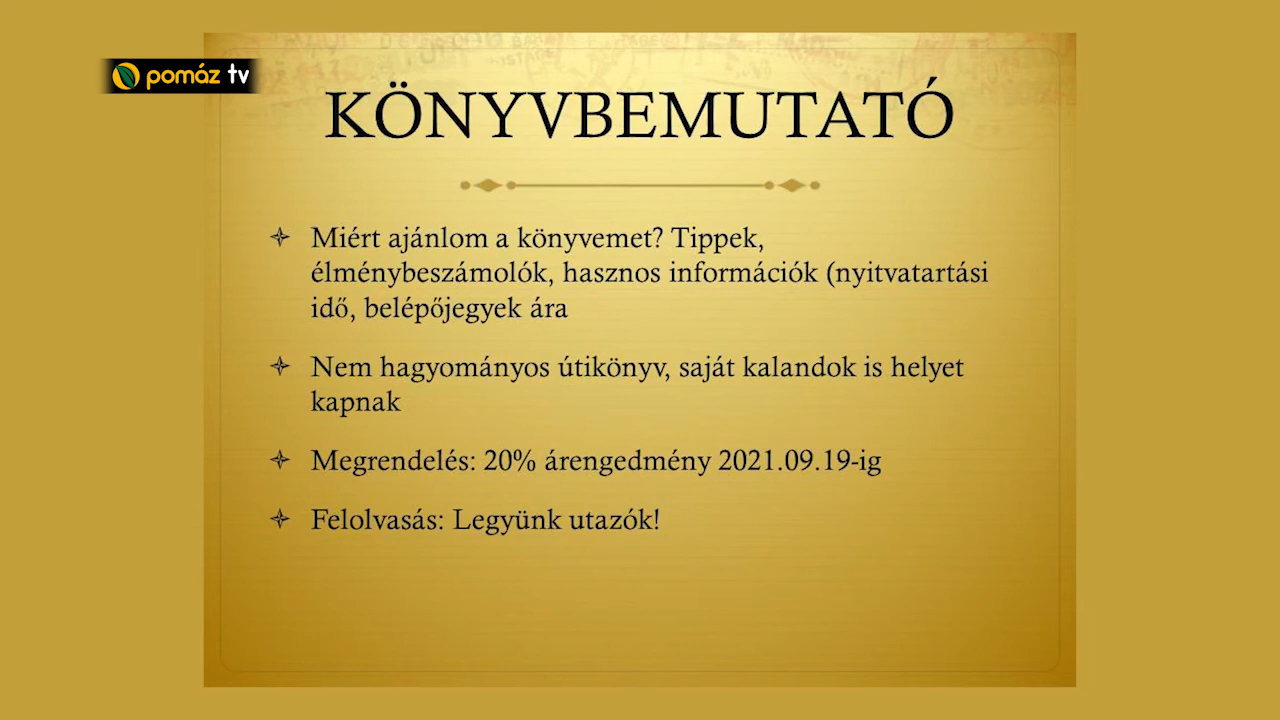 pomáz tv
KÖNYVBEMUTATÓ
Miért ajánlom a könyvemet? Tippek,
élménybeszámolók, hasznos információk (nyitvatartási
idő, belépőjegyek ára
Nem hagyományos útikönyv, saját kalandok is helyet
kapnak
Megrendelés: 20% árengedmény 2021.09.19-ig
Felolvasás: Legyünk utazók!